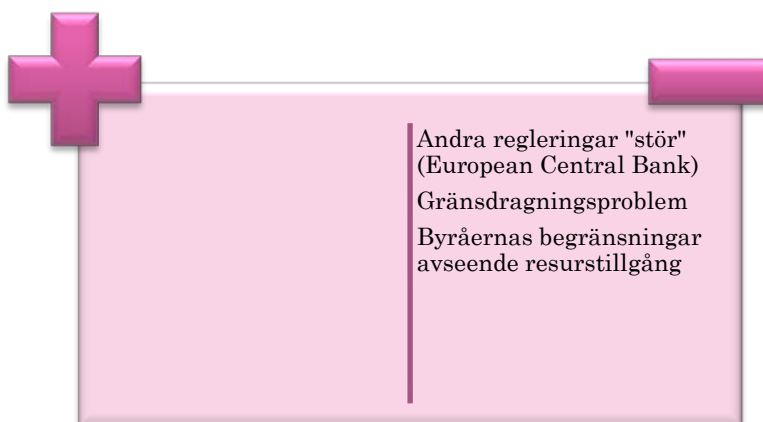 Andra regleringar "stör"
(European Central Bank)
Gränsdragningsproblem
Byråernas begränsningar
avseende resurstillgång